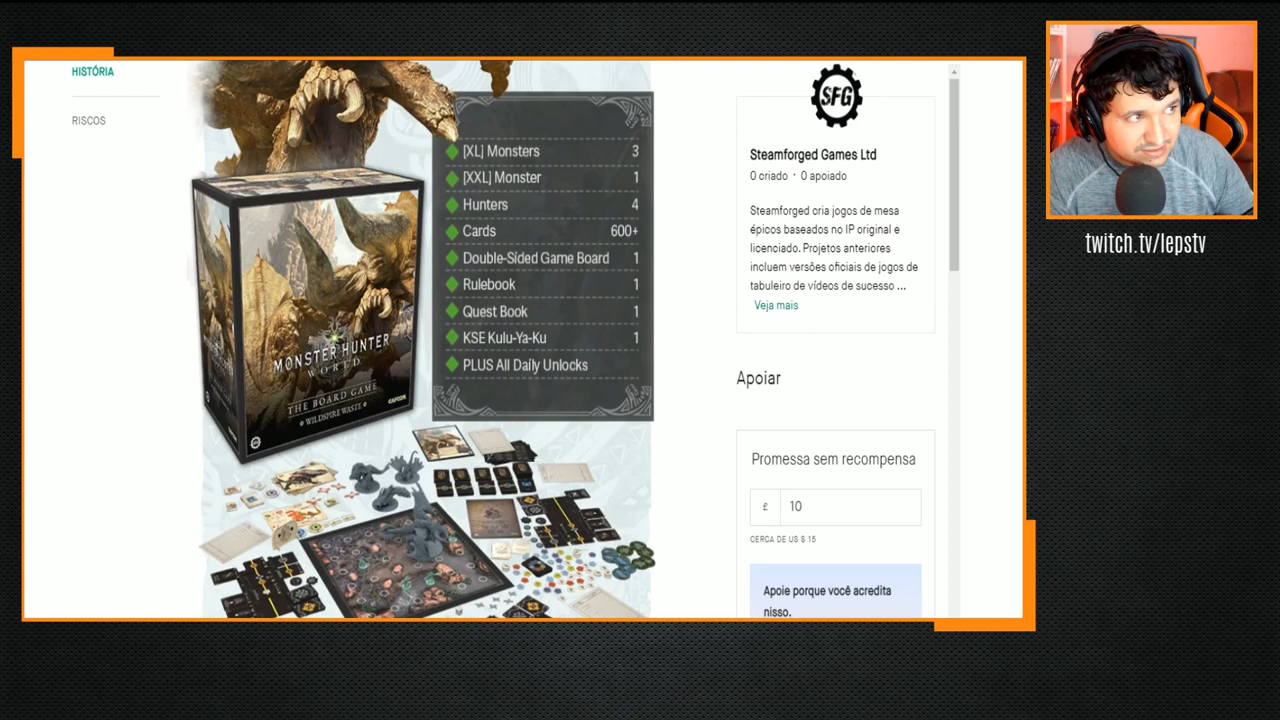 HISTÓRIA
RISCOS
[XL] Monsters 3
[XXL] Monster 1
Hunters 4
Cards 600+
Double-Sided Game Board 1
Rulebook 1
Quest Book 1
KSE Kulu-Ya-Ku 1
PLUS All Daily Unlocks
MONSTER HUNTER
WORLD
THE BOARD GAME
WILDSPIRE WASTE
CAPCOM
SFG
Steamforged Games Ltd
0 criado · 0 apoiado
Steamforged cria jogos de mesa
épicos baseados no IP original e
licenciado. Projetos anteriores
incluem versões oficiais de jogos de
tabuleiro de vídeos de sucesso ...
Veja mais
Apoiar
Promessa sem recompensa
£ 10
CERCA DE US $ 15
Apoie porque você acredita
nisso.
twitch.tv/lepstv